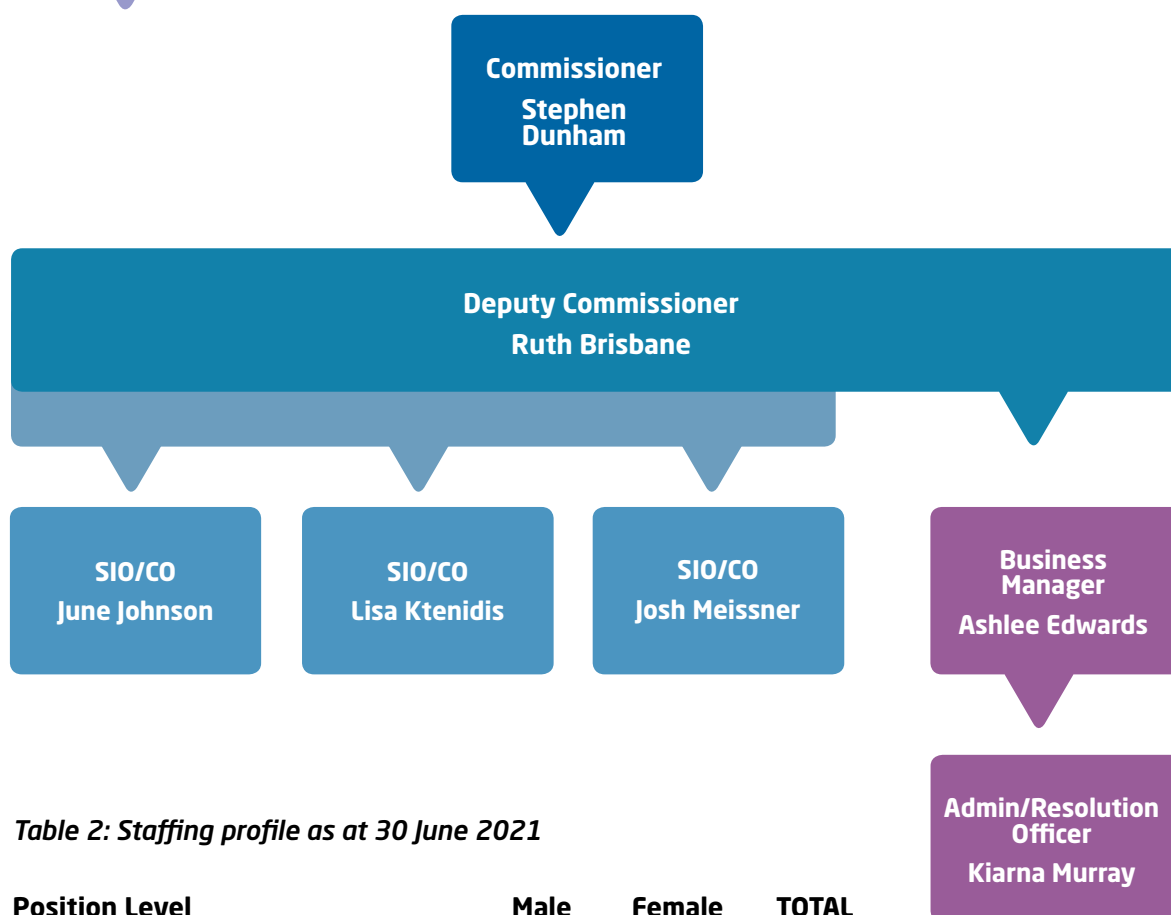 Commissioner
Stephen
Dunham
Deputy Commissioner
Ruth Brisbane
SIO/CO
June Johnson
SIO/CO
Lisa Ktenidis
SIO/CO
Josh Meissner
Business
Manager
Ashlee Edwards
Admin/Resolution
Officer
Kiarna Murray
Table 2: Staffing profile as at 30 June 2021
Position Level Male Female TOTAL